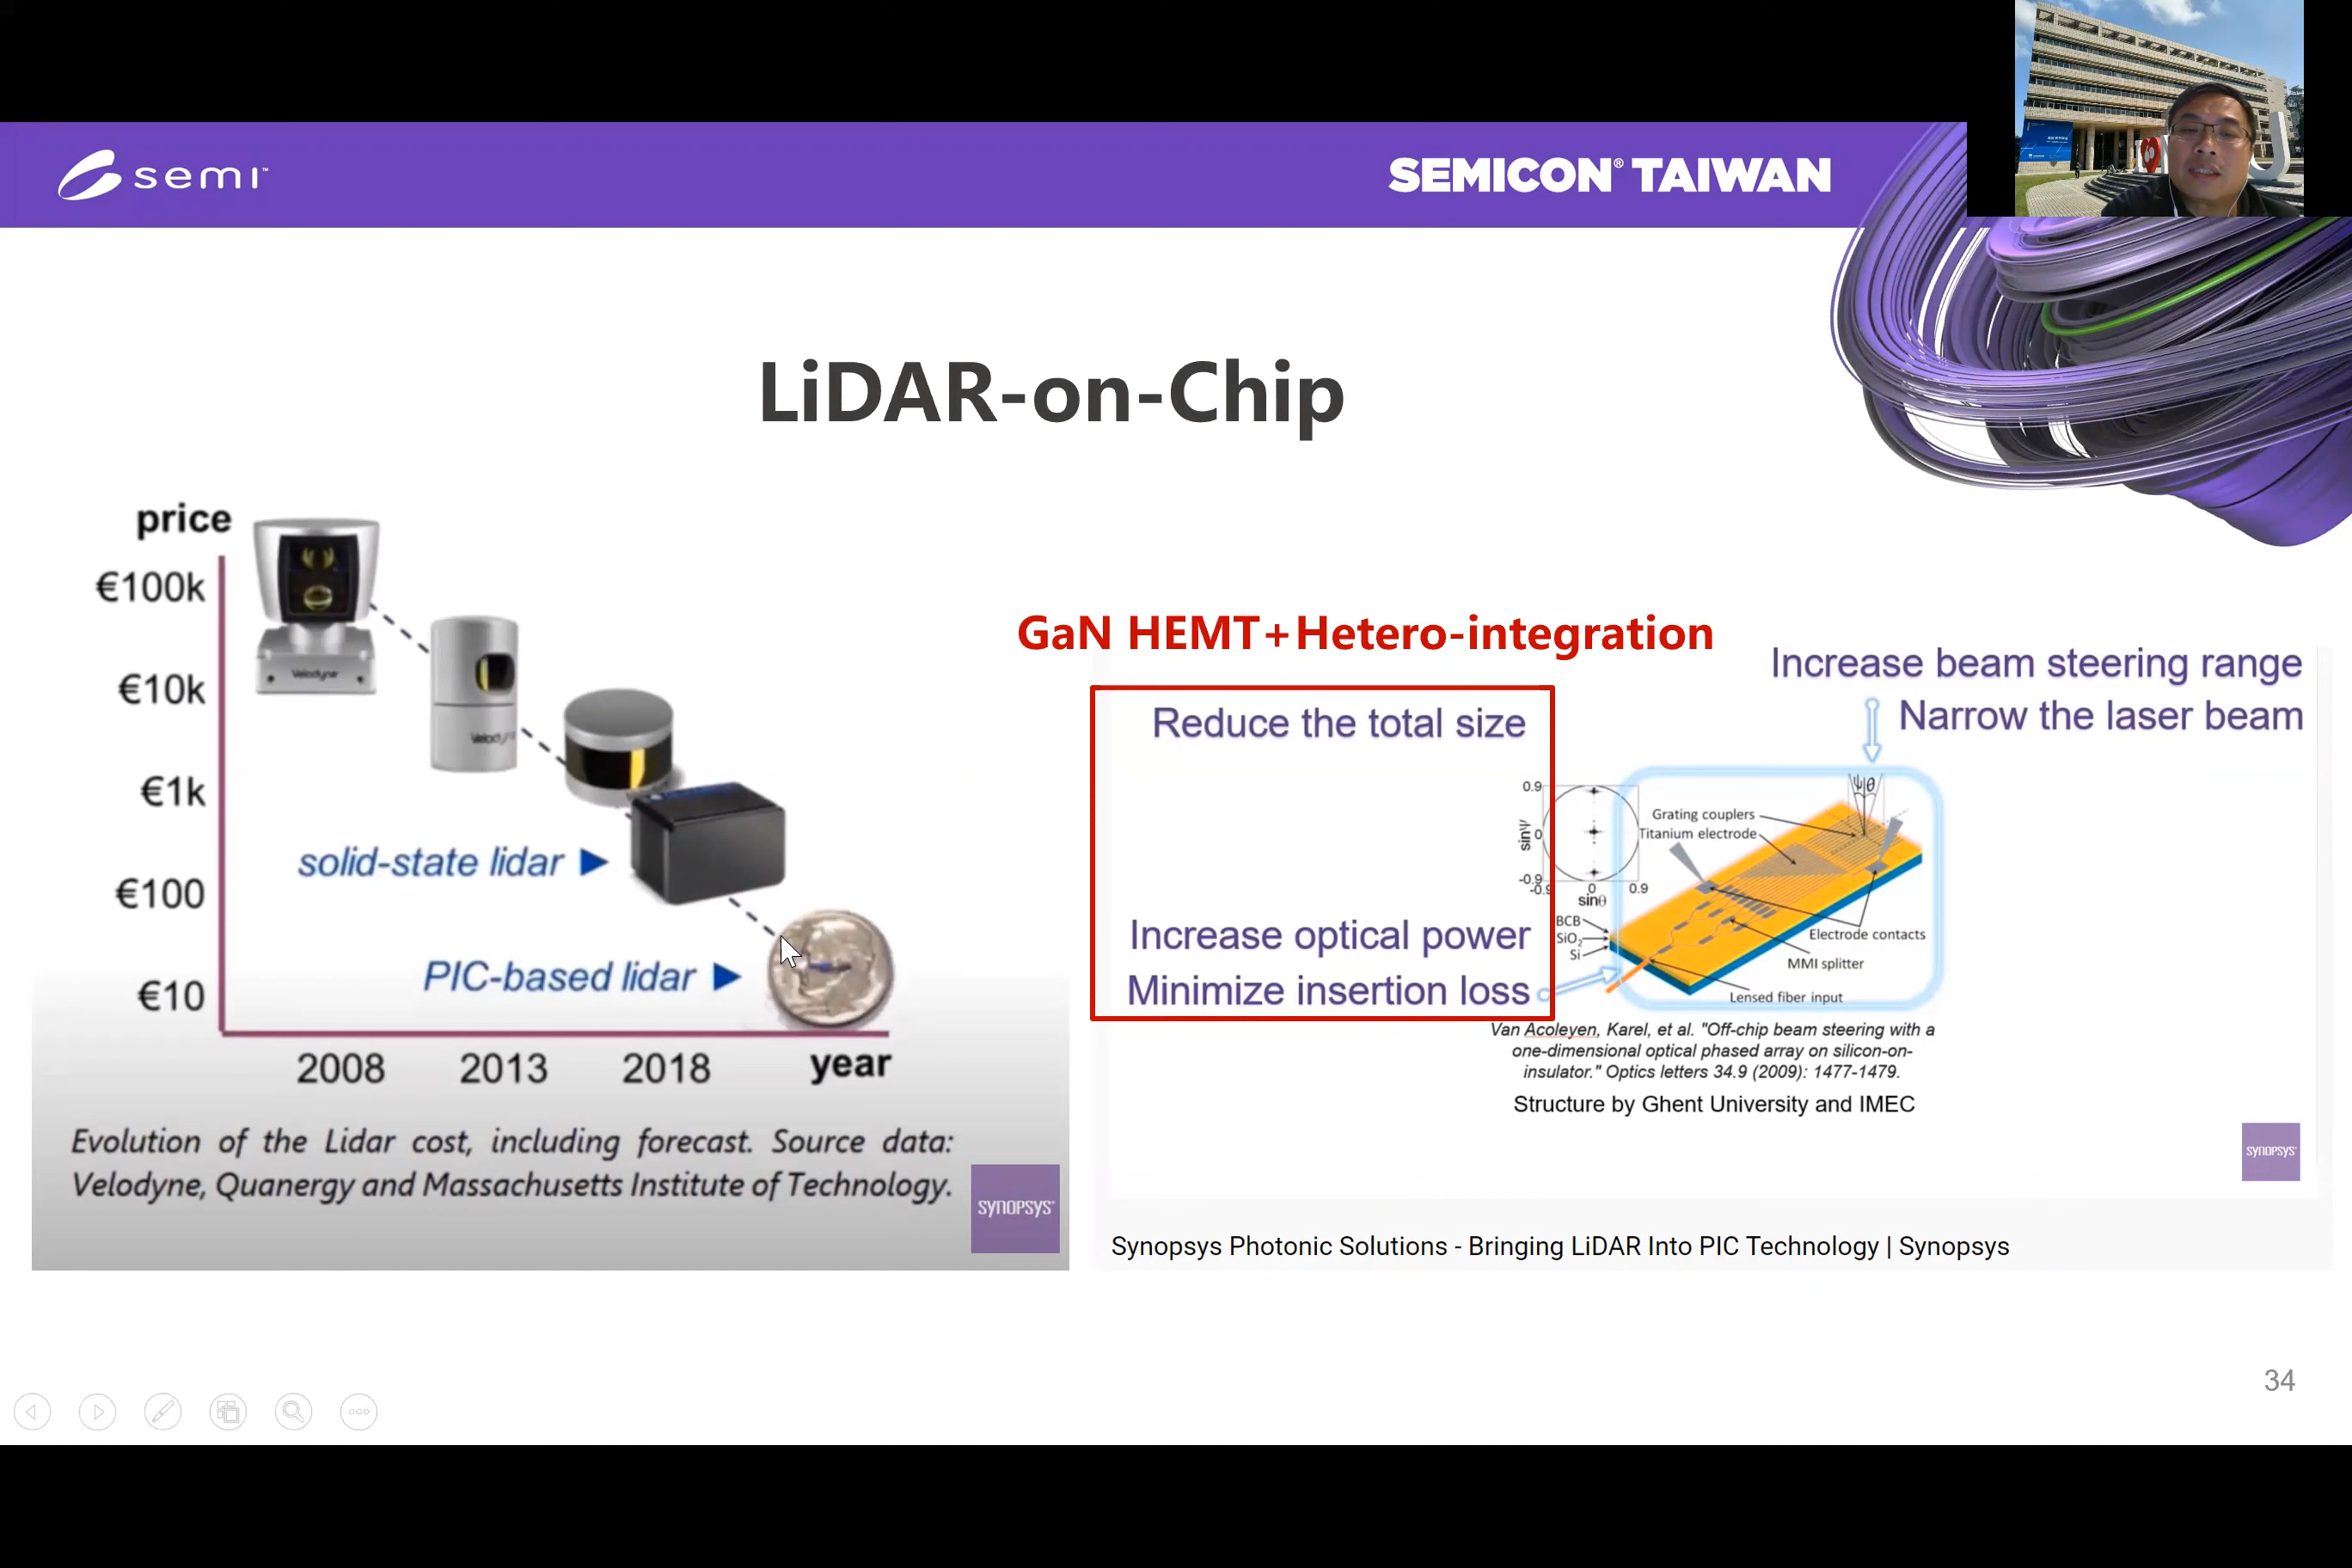 semi™
SEMICON® TAIWAN
LiDAR-on-Chip
price
€100k
€10k
€1k
€100
€10
Velodyne
solid-state lidar
PIC-based lidar
2008 2013 2018 year
Evolution of the Lidar cost, including forecast. Source data:
Velodyne, Quanergy and Massachusetts Institute of Technology.
SYNOPSYS®
GaN HEMT+Hetero-integration
Reduce the total size
Increase optical power
Minimize insertion loss
Increase beam steering range
Narrow the laser beam
0.9
sinΨ
0
-0.9
-0.9 0 0.9
sinθ
Ψ θ
Grating couplers
Titanium electrode
BCB
SiO2
Si
Electrode contacts
MMI splitter
Lensed fiber input
Van Acoleyen, Karel, et al. "Off-chip beam steering with a
one-dimensional optical phased array on silicon-on-
insulator." Optics letters 34.9 (2009): 1477-1479.
Structure by Ghent University and IMEC
SYNOPSYS®
Synopsys Photonic Solutions - Bringing LiDAR Into PIC Technology | Synopsys
34